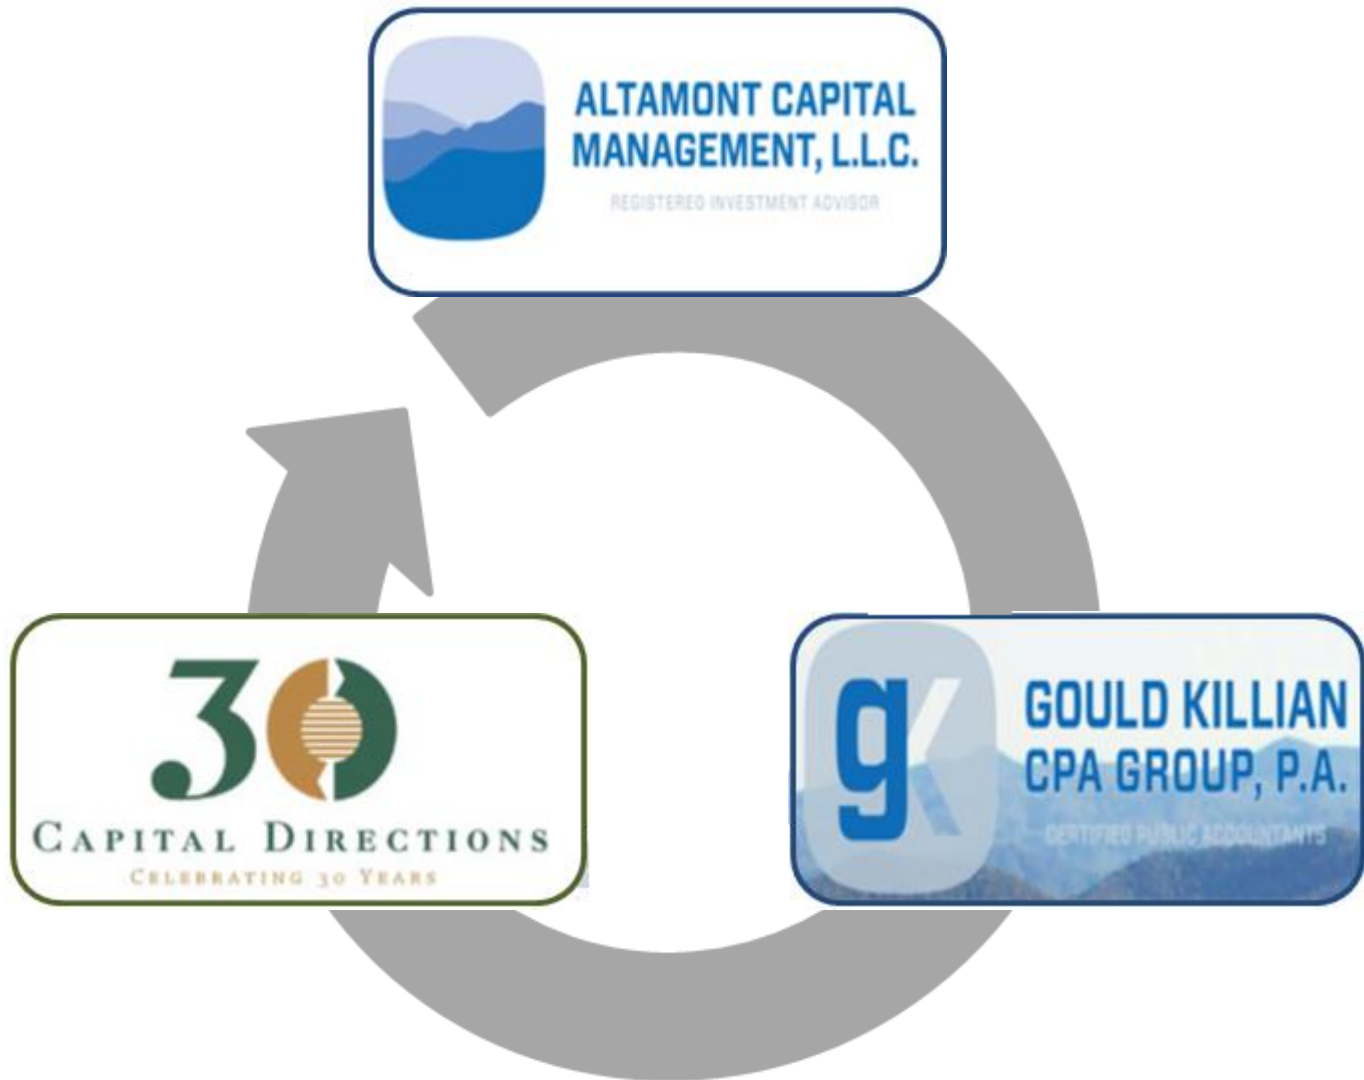 ALTAMONT CAPITAL
MANAGEMENT, L.L.C.
REGISTERED INVESTMENT ADVISOR
30
CAPITAL DIRECTIONS
CELEBRATING 30 YEARS
gk
GOULD KILLIAN
CPA GROUP, P.A.
CERTIFIED PUBLIC ACCOUNTANTS